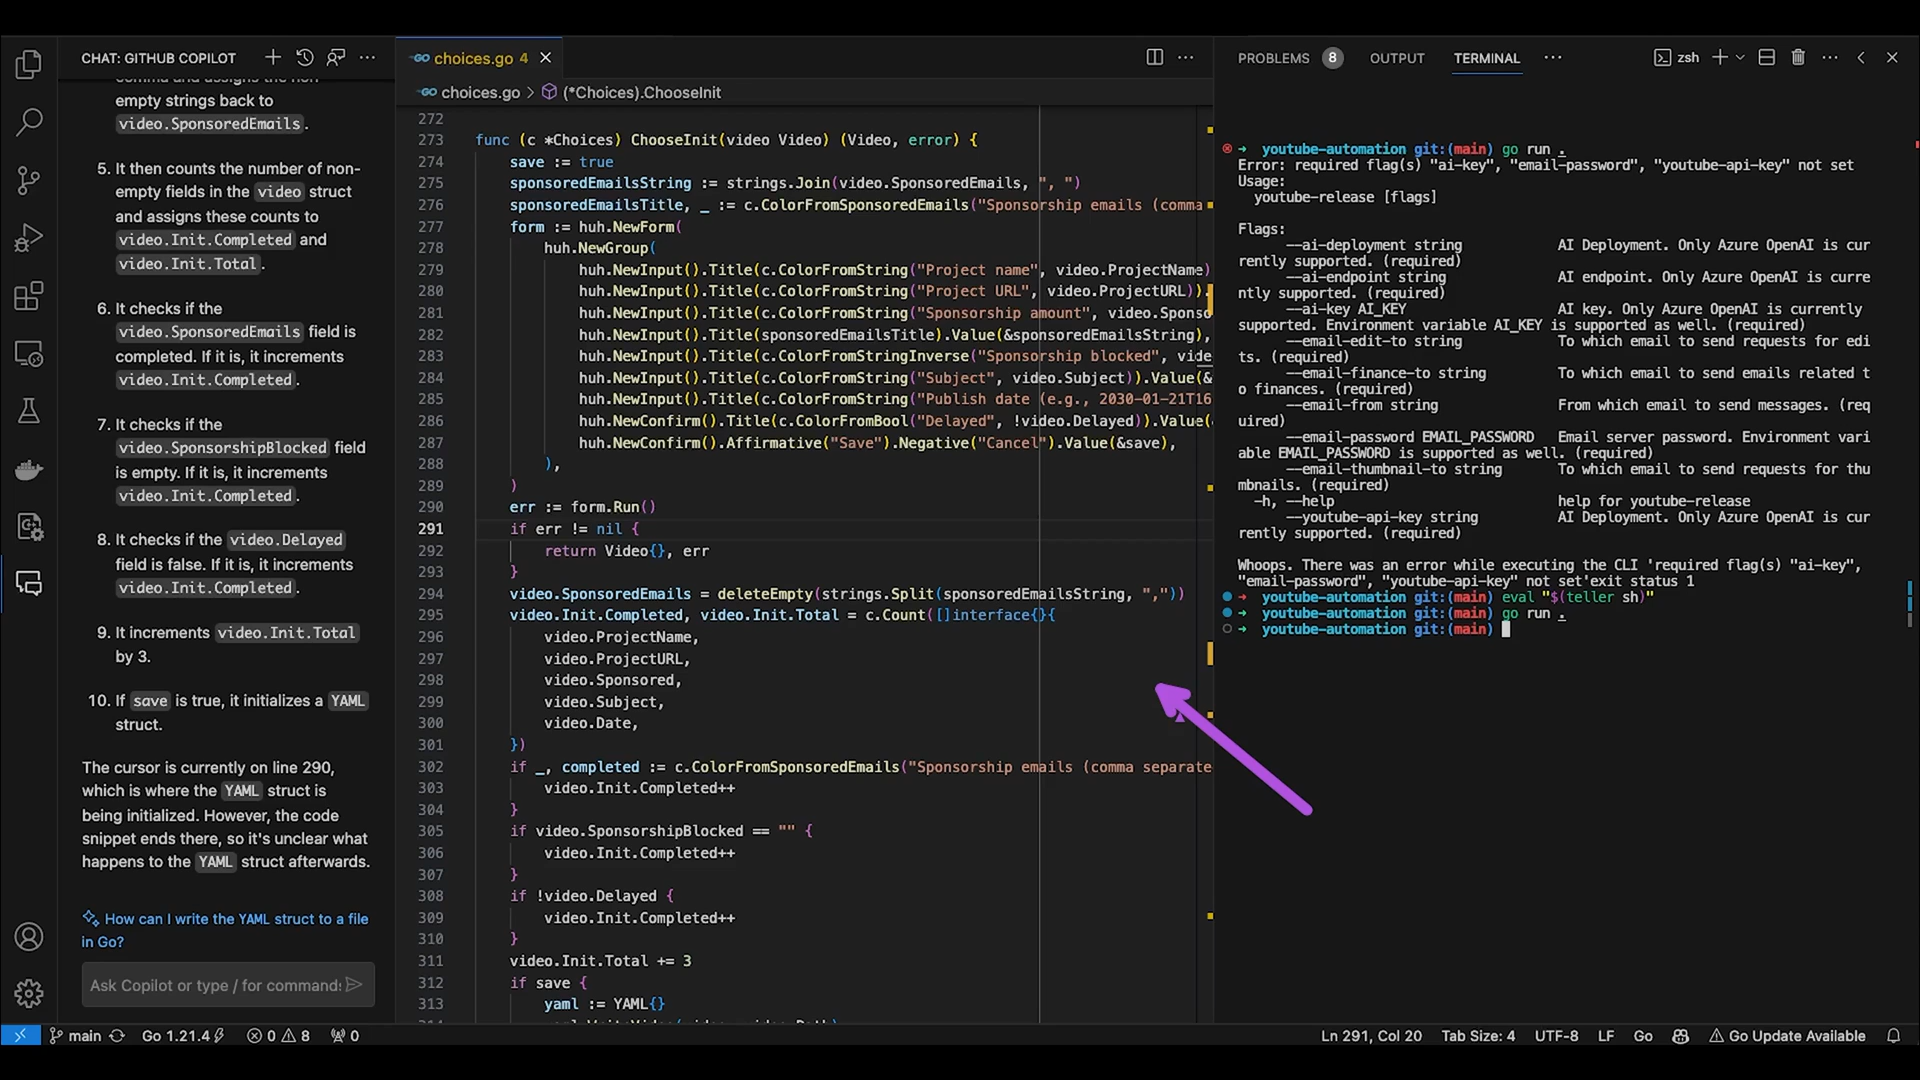 CHAT: GITHUB COPILOT
empty strings back to
video.SponsoredEmails.
5. It then counts the number of non-
empty fields in the video struct
and assigns these counts to
video.Init.Completed and
video.Init.Total.
6. It checks if the
video.SponsoredEmails field is
completed. If it is, it increments
video.Init.Completed.
7. It checks if the
video.SponsorshipBlocked field
is empty. If it is, it increments
video.Init.Completed.
8. It checks if the video.Delayed
field is false. If it is, it increments
video.Init.Completed.
9. It increments video.Init.Total
by 3.
10. If save is true, it initializes a YAML
struct.
The cursor is currently on line 290,
which is where the YAML struct is
being initialized. However, the code
snippet ends there, so it's unclear what
happens to the YAML struct afterwards.
How can I write the YAML struct to a file
in Go?
Ask Copilot or type / for commands
choices.go 4
choices.go > (*Choices).ChooseInit
272
273 func (c *Choices) ChooseInit(video Video) (Video, error) {
274 save := true
275 sponsoredEmailsString := strings.Join(video.SponsoredEmails, ", ")
276 sponsoredEmailsTitle, _ := c.ColorFromSponsoredEmails("Sponsorship emails (comma
277 form := huh.NewForm(
278 huh.NewGroup(
279 huh.NewInput().Title(c.ColorFromString("Project name", video.ProjectName)
280 huh.NewInput().Title(c.ColorFromString("Project URL", video.ProjectURL)).
281 huh.NewInput().Title(c.ColorFromString("Sponsorship amount", video.Sponso
282 huh.NewInput().Title(sponsoredEmailsTitle).Value(&sponsoredEmailsString),
283 huh.NewInput().Title(c.ColorFromStringInverse("Sponsorship blocked", vide
284 huh.NewInput().Title(c.ColorFromString("Subject", video.Subject)).Value(&
285 huh.NewInput().Title(c.ColorFromString("Publish date (e.g., 2030-01-21T16
286 huh.NewConfirm().Title(c.ColorFromBool("Delayed", !video.Delayed)).Value(
287 huh.NewConfirm().Affirmative("Save").Negative("Cancel").Value(&save),
288 ),
289 )
290 err := form.Run()
291 if err != nil {
292 return Video{}, err
293 }
294 video.SponsoredEmails = deleteEmpty(strings.Split(sponsoredEmailsString, ","))
295 video.Init.Completed, video.Init.Total = c.Count([]interface{}{
296 video.ProjectName,
297 video.ProjectURL,
298 video.Sponsored,
299 video.Subject,
300 video.Date,
301 })
302 if _, completed := c.ColorFromSponsoredEmails("Sponsorship emails (comma separate
303 video.Init.Completed++
304 }
305 if video.SponsorshipBlocked == "" {
306 video.Init.Completed++
307 }
308 if !video.Delayed {
309 video.Init.Completed++
310 }
311 video.Init.Total += 3
312 if save {
313 yaml := YAML{}
PROBLEMS 8 OUTPUT TERMINAL zsh
youtube-automation git:(main) go run .
Error: required flag(s) "ai-key", "email-password", "youtube-api-key" not set
Usage:
youtube-release [flags]
Flags:
--ai-deployment string AI Deployment. Only Azure OpenAI is cur
rently supported. (required)
--ai-endpoint string AI endpoint. Only Azure OpenAI is curre
ntly supported. (required)
--ai-key AI_KEY AI key. Only Azure OpenAI is currently
supported. Environment variable AI_KEY is supported as well. (required)
--email-edit-to string To which email to send requests for edi
ts. (required)
--email-finance-to string To which email to send emails related t
o finances. (required)
--email-from string From which email to send messages. (req
uired)
--email-password EMAIL_PASSWORD Email server password. Environment vari
able EMAIL_PASSWORD is supported as well. (required)
--email-thumbnail-to string To which email to send requests for thu
mbnails. (required)
-h, --help help for youtube-release
--youtube-api-key string AI Deployment. Only Azure OpenAI is cur
rently supported. (required)
Whoops. There was an error while executing the CLI 'required flag(s) "ai-key",
"email-password", "youtube-api-key" not set'exit status 1
youtube-automation git:(main) eval "$(teller sh)"
youtube-automation git:(main) go run .
youtube-automation git:(main)
main Go 1.21.4 0 8 0 Ln 291, Col 20 Tab Size: 4 UTF-8 LF Go Go Update Available